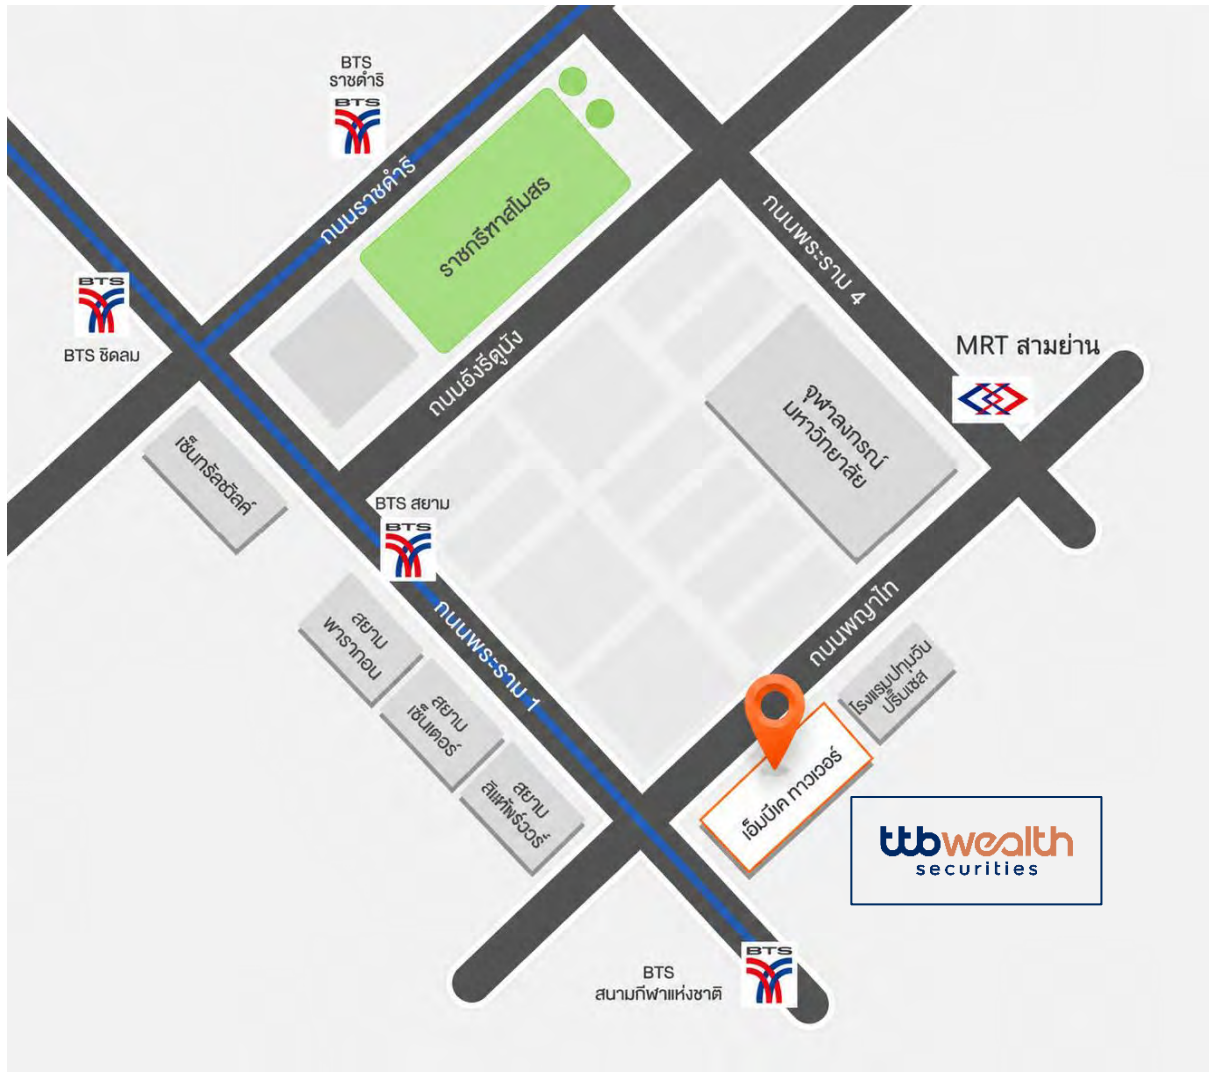 BTS
ราชดำริ
BTS
ถนนราชดำริ
ราชกรีฑาสโมสร
ถนนพระราม 4
BTS
BTS ชิดลม
ถนนอังรีดูนังต์
MRT สามย่าน
จุฬาลงกรณ์
มหาวิทยาลัย
เซ็นทรัลเวิลด์
BTS สยาม
BTS
ถนนพระราม 1
ถนนพญาไท
สยาม
พารากอน
สยาม
เซ็นเตอร์
สยาม
ดิสคัฟเวอรี่
โรงแรมปทุมวัน
ปริ๊นเซส
เอ็มบีเค ทาวเวอร์
ttbwealth
securities
BTS
BTS
สนามกีฬาแห่งชาติ